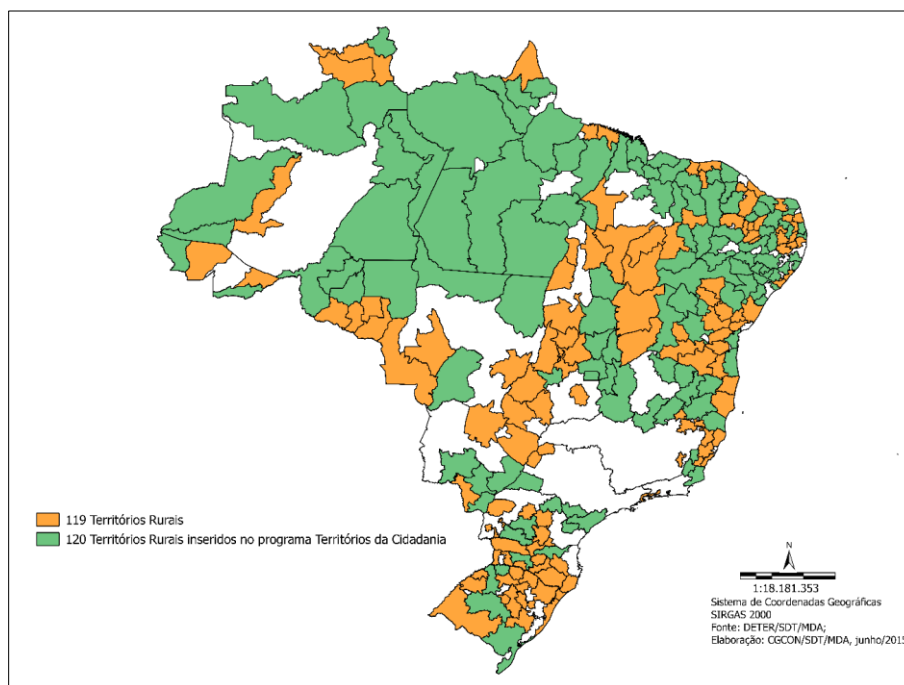 119 Territórios Rurais
120 Territórios Rurais inseridos no programa Territórios da Cidadania
N
1:18.181.353
Sistema de Coordenadas Geográficas
SIRGAS 2000
Fonte: DETER/SDT/MDA;
Elaboração: CGCON/SDT/MDA, junho/2015